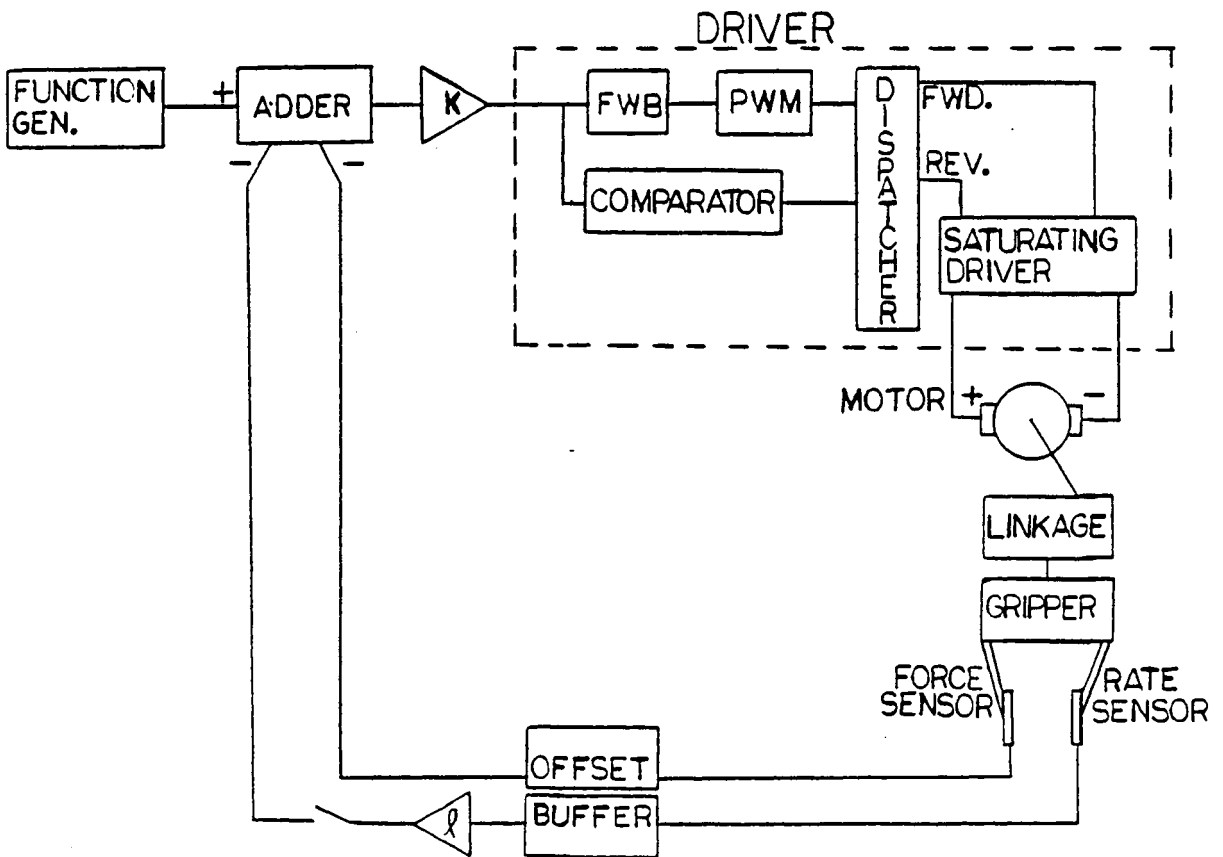 DRIVER
FUNCTION
GEN.
+
ADDER
K
FWB
PWM
DISPATCHER
FWD.
REV.
COMPARATOR
SATURATING
DRIVER
- -
MOTOR + -
LINKAGE
GRIPPER
FORCE
SENSOR
RATE
SENSOR
OFFSET
BUFFER
ℓ